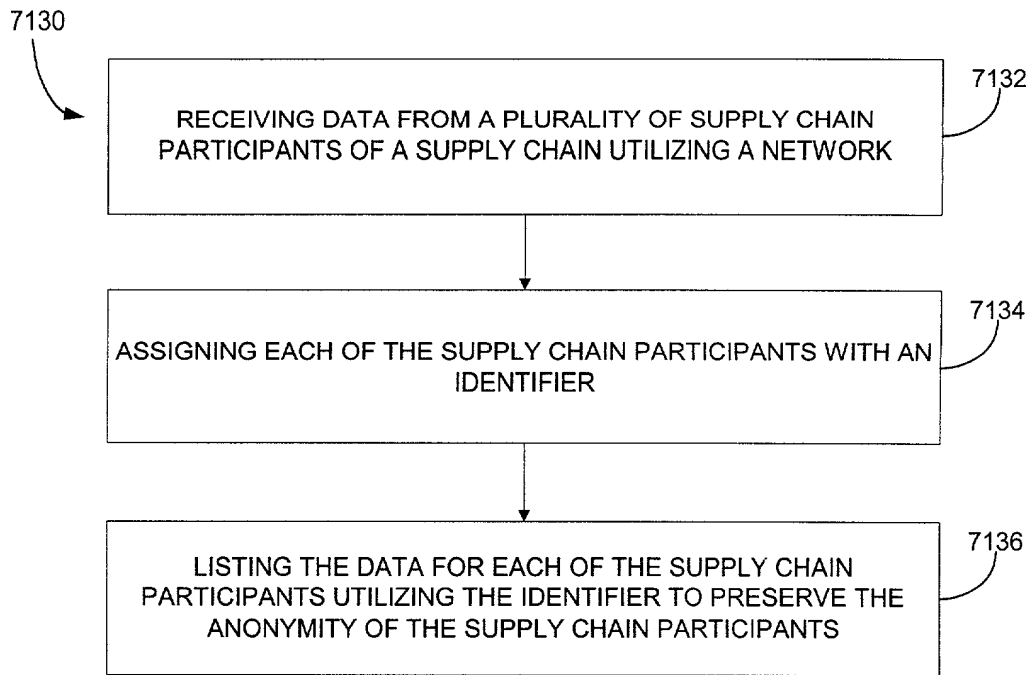 7130
7132
RECEIVING DATA FROM A PLURALITY OF SUPPLY CHAIN
PARTICIPANTS OF A SUPPLY CHAIN UTILIZING A NETWORK
7134
ASSIGNING EACH OF THE SUPPLY CHAIN PARTICIPANTS WITH AN
IDENTIFIER
7136
LISTING THE DATA FOR EACH OF THE SUPPLY CHAIN
PARTICIPANTS UTILIZING THE IDENTIFIER TO PRESERVE THE
ANONYMITY OF THE SUPPLY CHAIN PARTICIPANTS